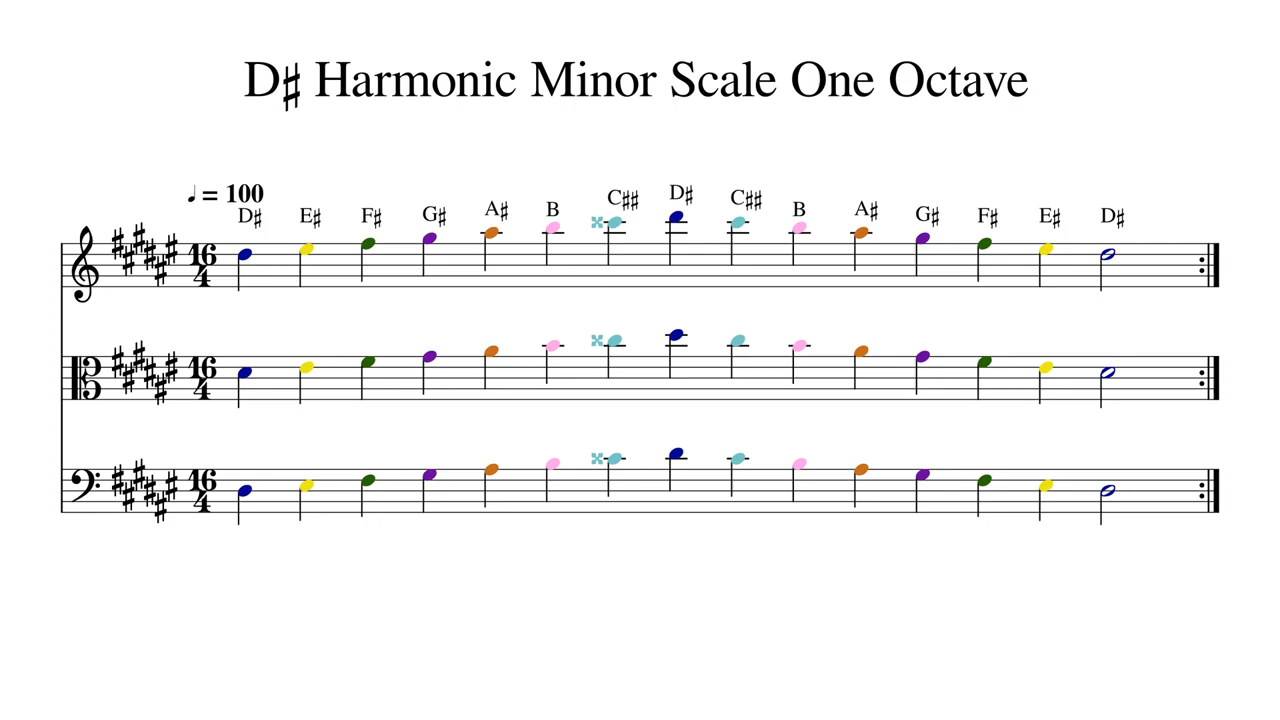 D♯ Harmonic Minor Scale One Octave
♩ = 100
D♯ E♯ F♯ G♯ A♯ B C♯♯ D♯ C♯♯ B A♯ G♯ F♯ E♯ D♯
16
4
16
4
16
4